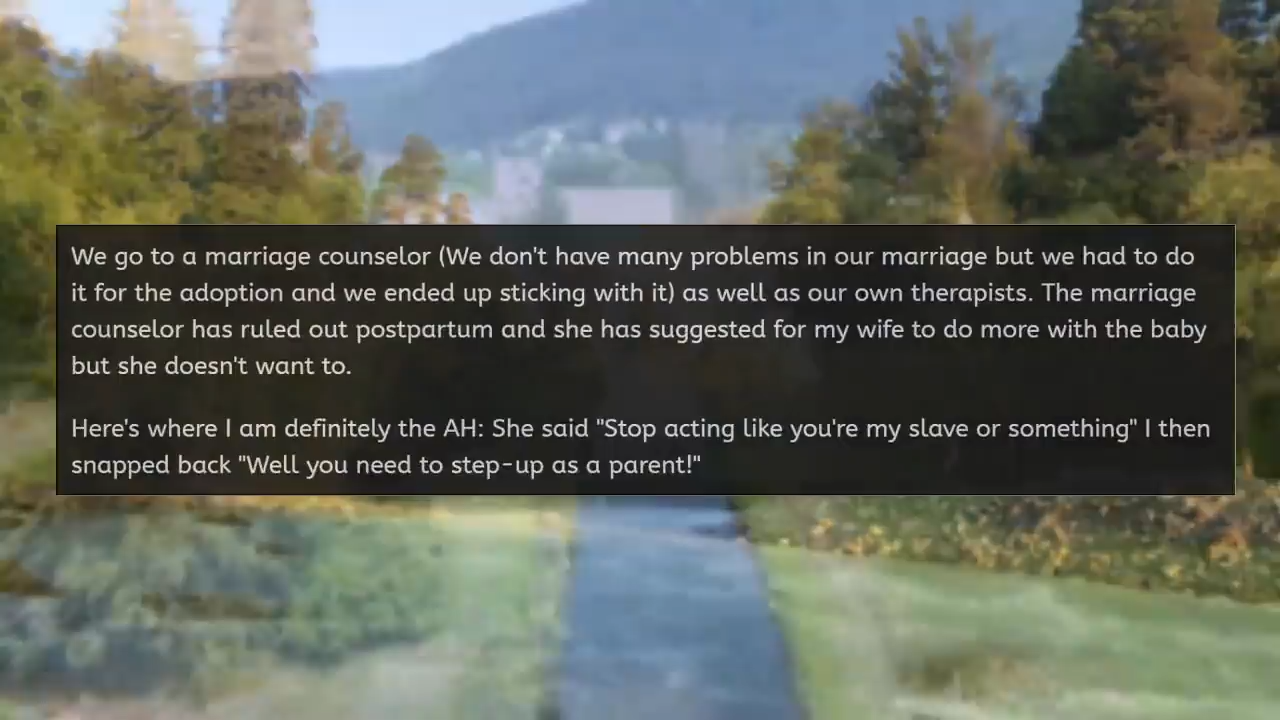 We go to a marriage counselor (We don't have many problems in our marriage but we had to do
it for the adoption and we ended up sticking with it) as well as our own therapists. The marriage
counselor has ruled out postpartum and she has suggested for my wife to do more with the baby
but she doesn't want to.
Here's where I am definitely the AH: She said "Stop acting like you're my slave or something" I then
snapped back "Well you need to step-up as a parent!"